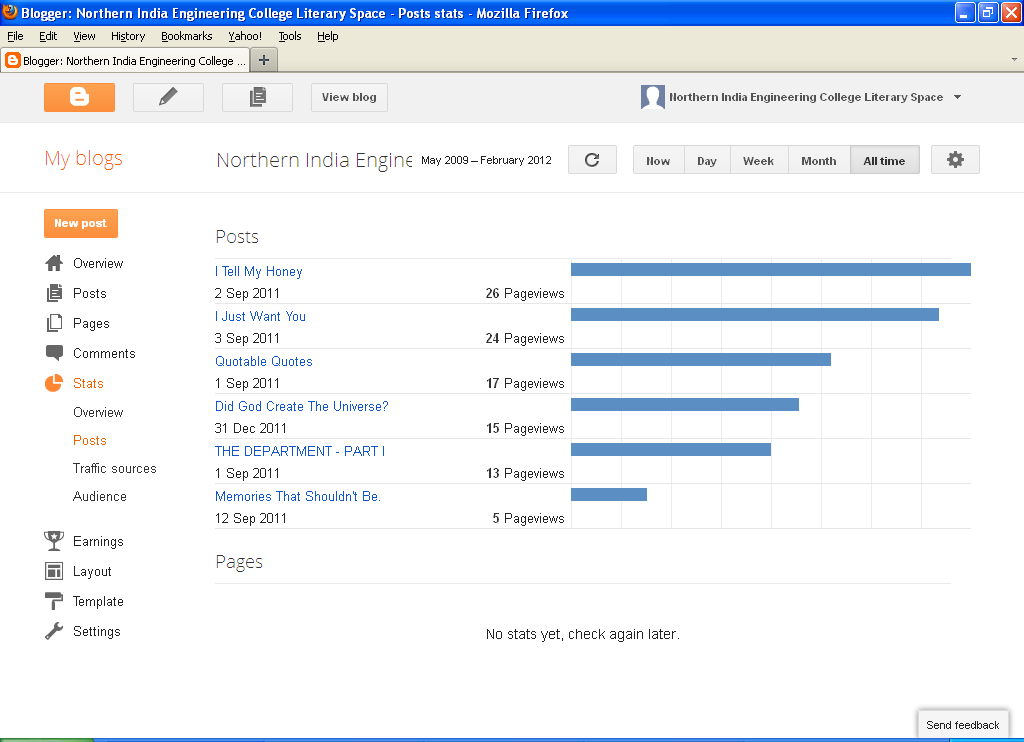 Blogger: Northern India Engineering College Literary Space - Posts stats - Mozilla Firefox
File Edit View History Bookmarks Yahoo! Tools Help
Blogger: Northern India Engineering College ...
View blog
Northern India Engineering College Literary Space
My blogs
Northern India Engine
May 2009 – February 2012
Now Day Week Month All time
New post
Overview
Posts
Pages
Comments
Stats
Overview
Posts
Traffic sources
Audience
Earnings
Layout
Template
Settings
Posts
I Tell My Honey
2 Sep 2011 26 Pageviews
I Just Want You
3 Sep 2011 24 Pageviews
Quotable Quotes
1 Sep 2011 17 Pageviews
Did God Create The Universe?
31 Dec 2011 15 Pageviews
THE DEPARTMENT - PART I
1 Sep 2011 13 Pageviews
Memories That Shouldn't Be.
12 Sep 2011 5 Pageviews
Pages
No stats yet, check again later.
Send feedback